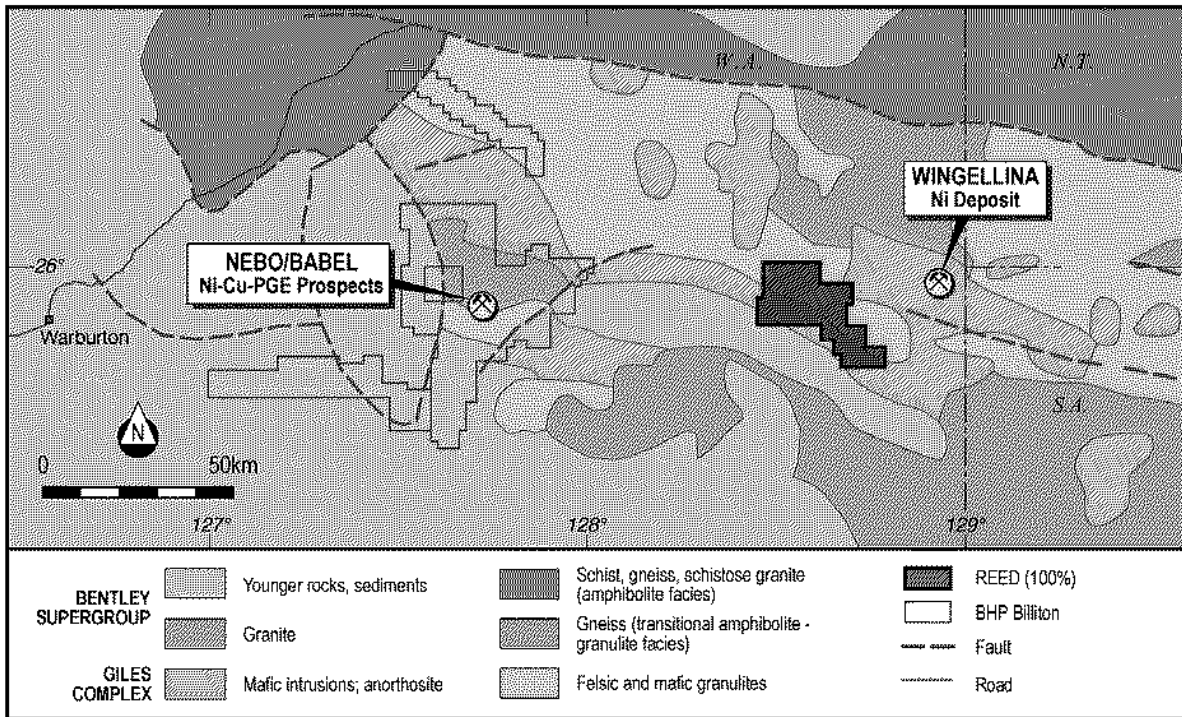 W.A.
N.T.
WINGELLINA
Ni Deposit
26°
NEBO/BABEL
Ni-Cu-PGE Prospects
Warburton
S.A.
N
0 50km
127° 128° 129°
BENTLEY
SUPERGROUP
Younger rocks, sediments
Granite
GILES
COMPLEX
Mafic intrusions; anorthosite
Schist, gneiss, schistose granite
(amphibolite facies)
Gneiss (transitional amphibolite -
granulite facies)
Felsic and mafic granulites
REED (100%)
BHP Billiton
Fault
Road